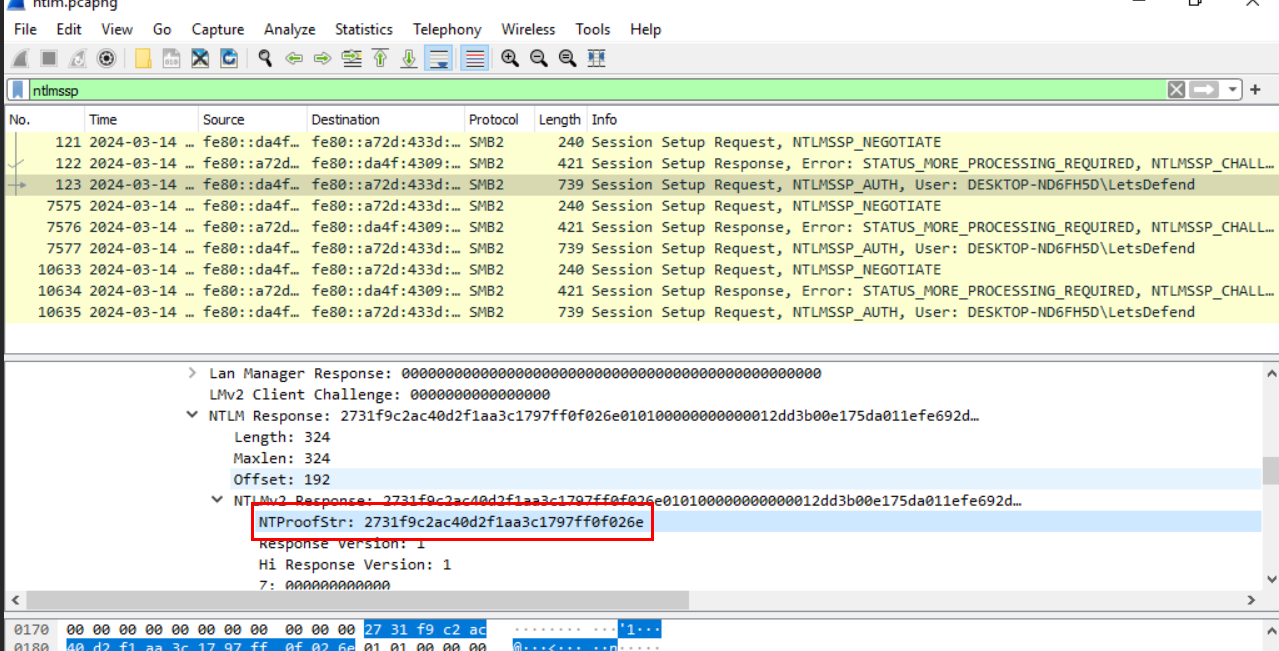 ntlm.pcapng
File Edit View Go Capture Analyze Statistics Telephony Wireless Tools Help
ntlmssp
No. Time Source Destination Protocol Length Info
121 2024-03-14 … fe80::da4f… fe80::a72d:433d:… SMB2 240 Session Setup Request, NTLMSSP_NEGOTIATE
122 2024-03-14 … fe80::a72d… fe80::da4f:4309:… SMB2 421 Session Setup Response, Error: STATUS_MORE_PROCESSING_REQUIRED, NTLMSSP_CHALL…
123 2024-03-14 … fe80::da4f… fe80::a72d:433d:… SMB2 739 Session Setup Request, NTLMSSP_AUTH, User: DESKTOP-ND6FH5D\LetsDefend
7575 2024-03-14 … fe80::da4f… fe80::a72d:433d:… SMB2 240 Session Setup Request, NTLMSSP_NEGOTIATE
7576 2024-03-14 … fe80::a72d… fe80::da4f:4309:… SMB2 421 Session Setup Response, Error: STATUS_MORE_PROCESSING_REQUIRED, NTLMSSP_CHALL…
7577 2024-03-14 … fe80::da4f… fe80::a72d:433d:… SMB2 739 Session Setup Request, NTLMSSP_AUTH, User: DESKTOP-ND6FH5D\LetsDefend
10633 2024-03-14 … fe80::da4f… fe80::a72d:433d:… SMB2 240 Session Setup Request, NTLMSSP_NEGOTIATE
10634 2024-03-14 … fe80::a72d… fe80::da4f:4309:… SMB2 421 Session Setup Response, Error: STATUS_MORE_PROCESSING_REQUIRED, NTLMSSP_CHALL…
10635 2024-03-14 … fe80::da4f… fe80::a72d:433d:… SMB2 739 Session Setup Request, NTLMSSP_AUTH, User: DESKTOP-ND6FH5D\LetsDefend
Lan Manager Response: 000000000000000000000000000000000000000000000000
LMv2 Client Challenge: 0000000000000000
NTLM Response: 2731f9c2ac40d2f1aa3c1797ff0f026e010100000000000012dd3b00e175da011efe692d…
Length: 324
Maxlen: 324
Offset: 192
NTLMv2 Response: 2731f9c2ac40d2f1aa3c1797ff0f026e010100000000000012dd3b00e175da011efe692d…
NTProofStr: 2731f9c2ac40d2f1aa3c1797ff0f026e
Response Version: 1
Hi Response Version: 1
Z: 000000000000
0170 00 00 00 00 00 00 00 00 00 00 00 27 31 f9 c2 ac ········ ···'1···
0180 40 d2 f1 aa 3c 17 97 ff 0f 02 6e 01 01 00 00 00 @···<··· ··n·····